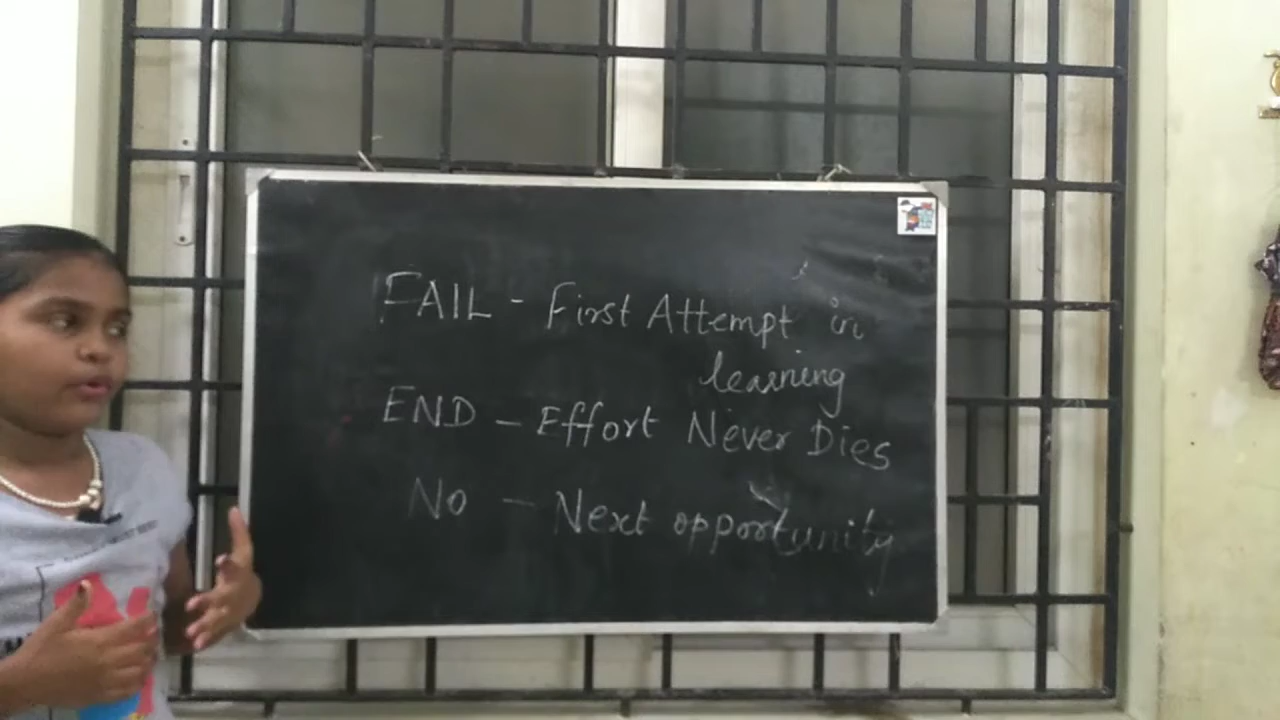 FAIL - First Attempt in
learning
END - Effort Never Dies
No - Next opportunity